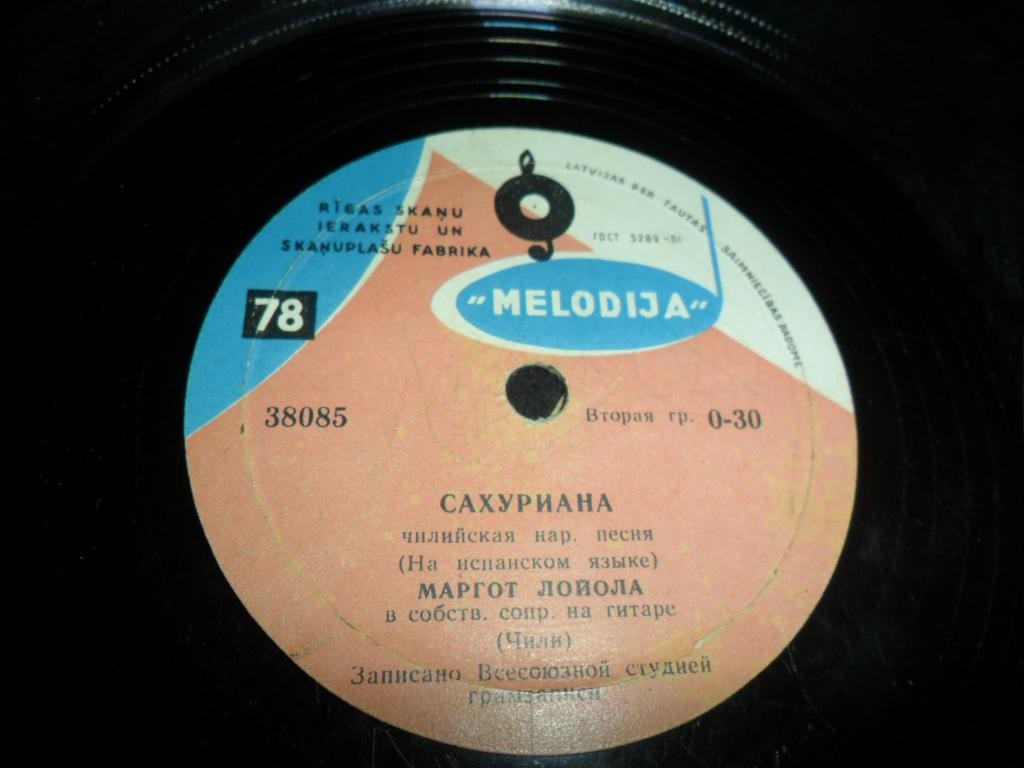 RĪGAS SKAŅU
IERAKSTU UN
SKAŅUPLAŠU FABRIKA
LATVIJAS PSR TAUTAS SAIMNIECĪBAS PADOME
ГОСТ 5289-61
"MELODIJA"
78
38085
Вторая гр. 0-30
САХУРИАНА
чилийская нар. песня
(На испанском языке)
МАРГОТ ЛОЙОЛА
в собств. сопр. на гитаре
(Чили)
Записано Всесоюзной студией
грамзаписи